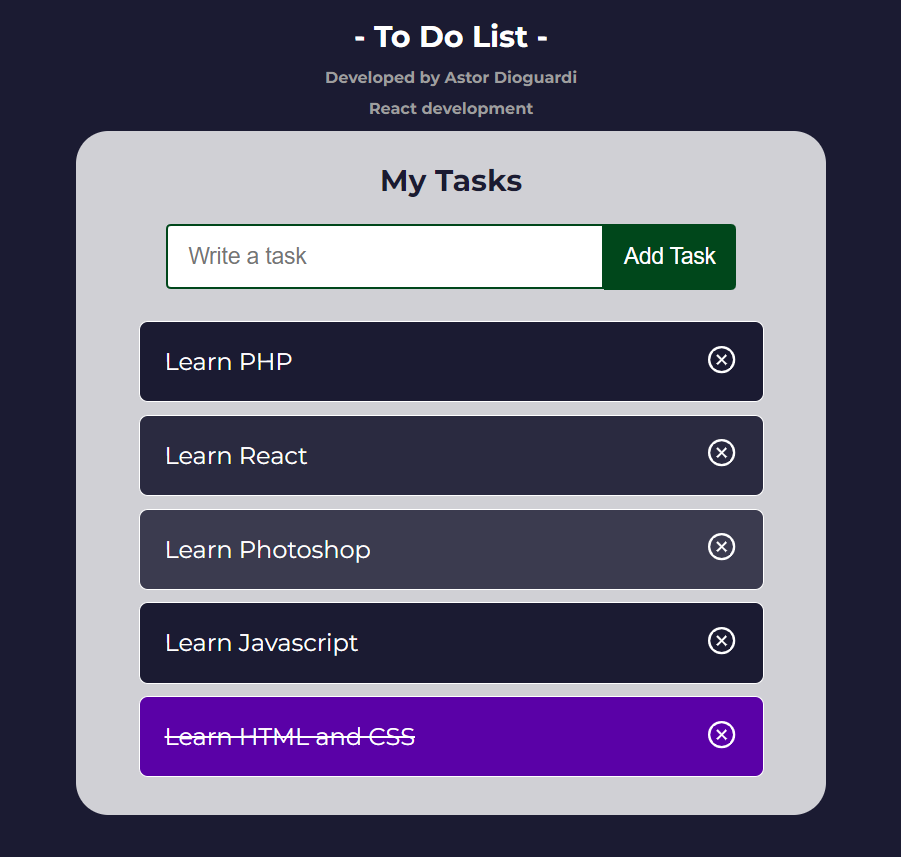 - To Do List -
Developed by Astor Dioguardi
React development
My Tasks
Write a task Add Task
Learn PHP
Learn React
Learn Photoshop
Learn Javascript
Learn HTML and CSS